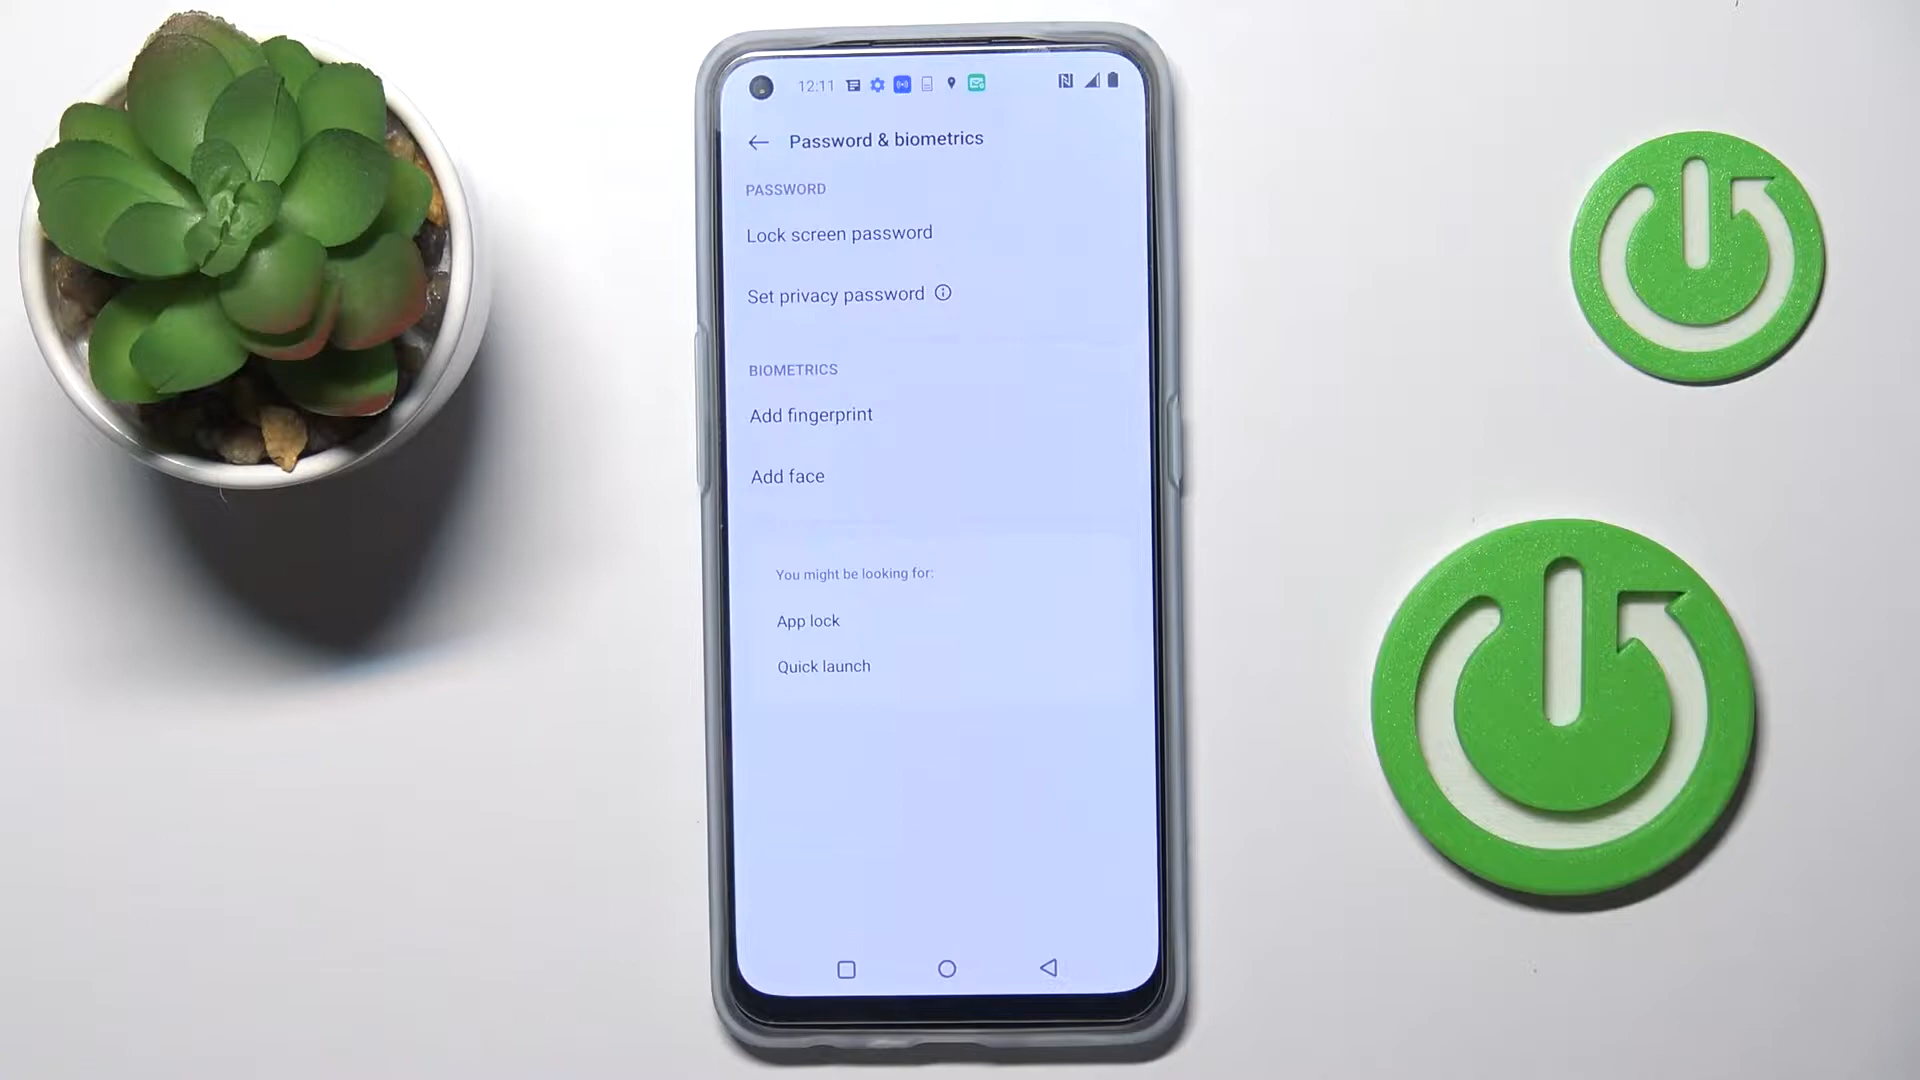 12:11
Password & biometrics
PASSWORD
Lock screen password
Set privacy password
BIOMETRICS
Add fingerprint
Add face
You might be looking for:
App lock
Quick launch